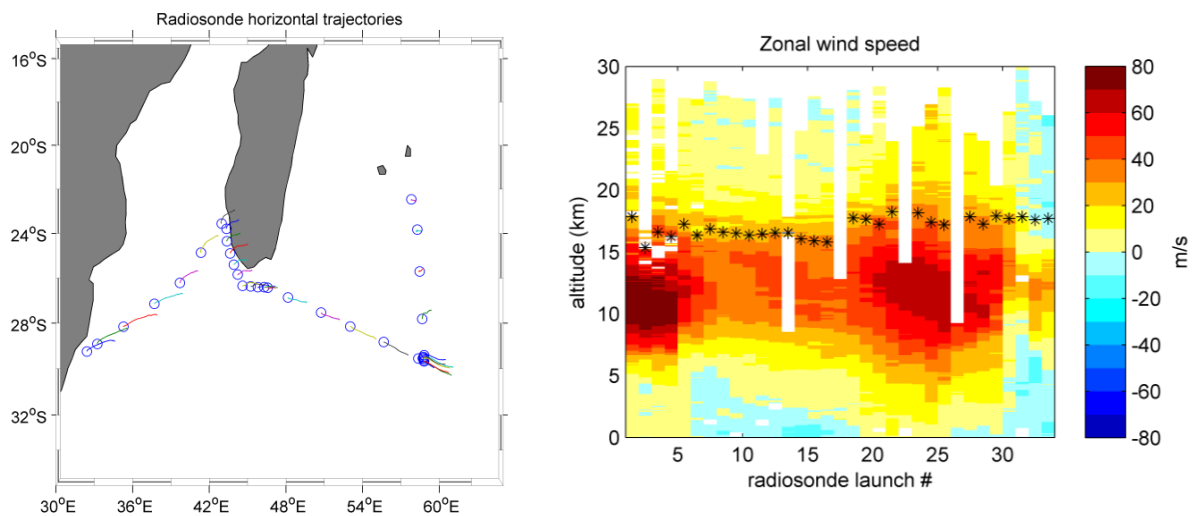 Radiosonde horizontal trajectories
16°S
20°S
24°S
28°S
32°S
30°E 36°E 42°E 48°E 54°E 60°E
Zonal wind speed
30
25
20
15
10
5
0
altitude (km)
5 10 15 20 25 30
radiosonde launch #
80
60
40
20
0
-20
-40
-60
-80
m/s